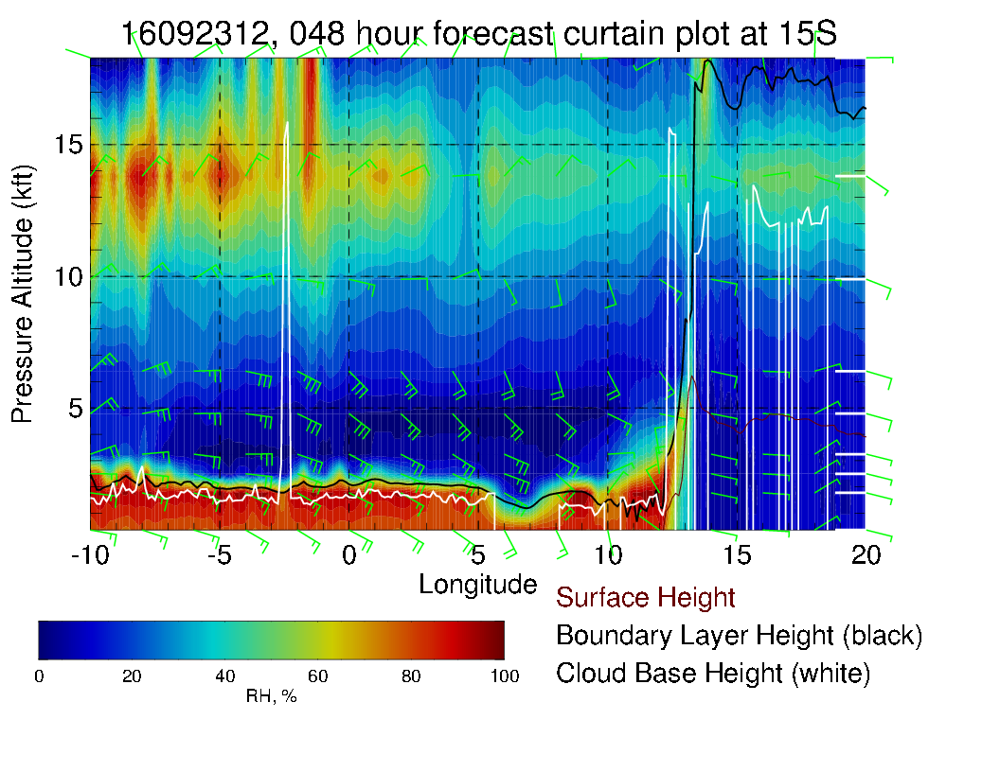 16092312, 048 hour forecast curtain plot at 15S
Pressure Altitude (kft)
15
10
5
-10 -5 0 5 10 15 20
Longitude
Surface Height
Boundary Layer Height (black)
Cloud Base Height (white)
0 20 40 60 80 100
RH, %